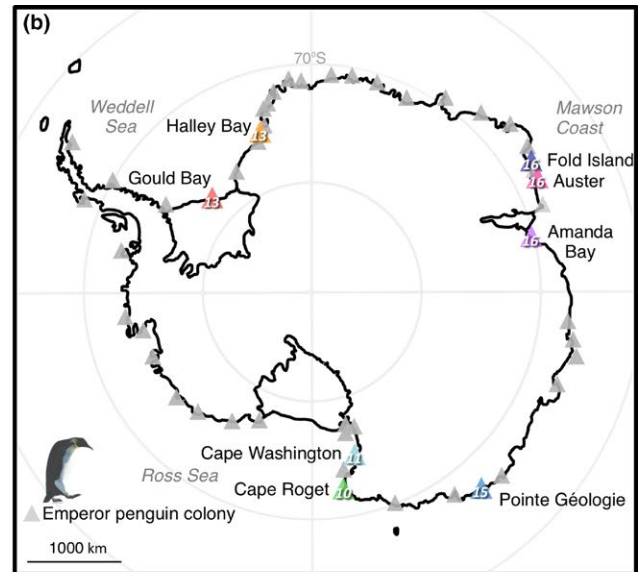 (b)
70°S
Weddell
Sea
Mawson
Coast
Halley Bay
13
Fold Island
16
Gould Bay
13
Auster
16
Amanda
Bay
16
Cape Washington
11
Ross Sea
Cape Roget
10
15
Pointe Géologie
Emperor penguin colony
1000 km